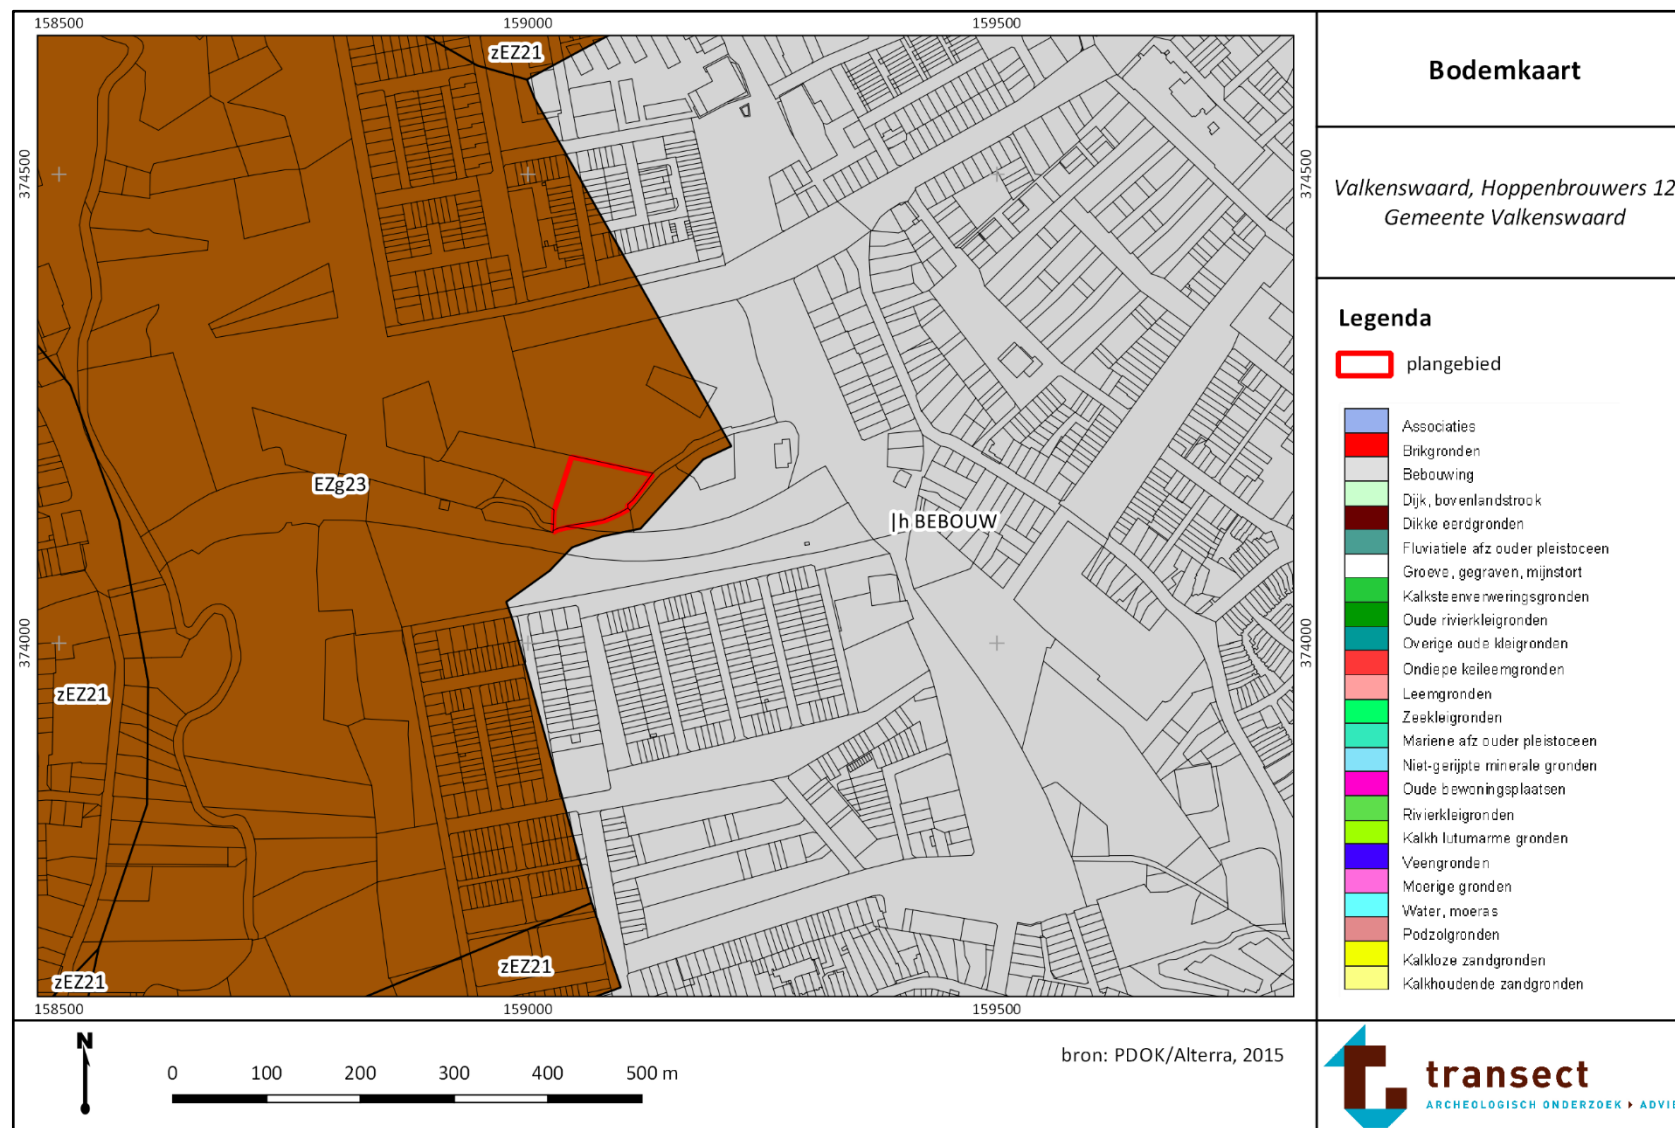 158500 159000 159500
374500 374500
374000 374000
158500 159000 159500
zEZ21
EZg23
|h BEBOUW
zEZ21
zEZ21
zEZ21
Bodemkaart
Valkenswaard, Hoppenbrouwers 12
Gemeente Valkenswaard
Legenda
plangebied
Associaties
Brikgronden
Bebouwing
Dijk, bovenlandstrook
Dikke eerdgronden
Fluviatiele afz ouder pleistoceen
Groeve, gegraven, mijnstort
Kalksteenverweringsgronden
Oude rivierkleigronden
Overige oude kleigronden
Ondiepe keileemgronden
Leemgronden
Zeekleigronden
Mariene afz ouder pleistoceen
Niet-gerijpte minerale gronden
Oude bewoningsplaatsen
Rivierkleigronden
Kalkh lutumarme gronden
Veengronden
Moerige gronden
Water, moeras
Podzolgronden
Kalkloze zandgronden
Kalkhoudende zandgronden
N
0 100 200 300 400 500 m
bron: PDOK/Alterra, 2015
transect
ARCHEOLOGISCH ONDERZOEK ▸ ADVIE